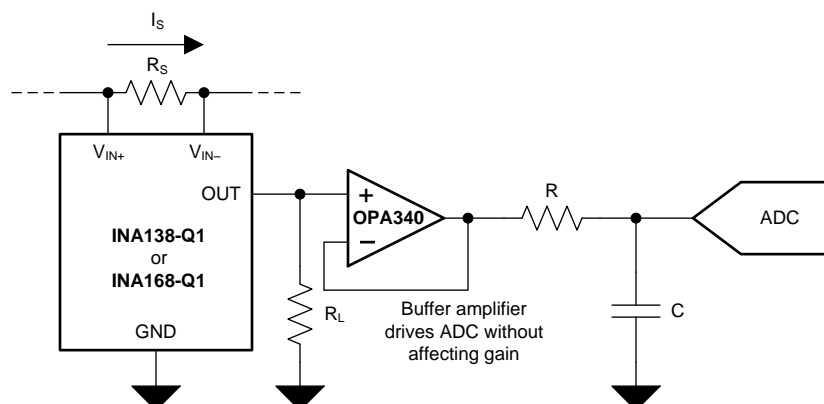 I_S
R_S
V_IN+
V_IN–
OUT
INA138-Q1
or
INA168-Q1
GND
R_L
+
OPA340
–
Buffer amplifier
drives ADC without
affecting gain
R
C
ADC